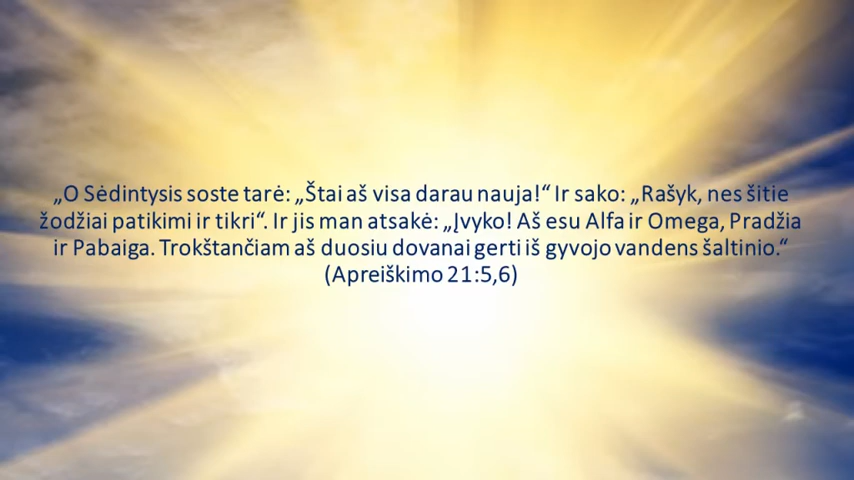 „O Sėdintysis soste tarė: „Štai aš visa darau nauja!“ Ir sako: „Rašyk, nes šitie
žodžiai patikimi ir tikri“. Ir jis man atsakė: „Įvyko! Aš esu Alfa ir Omega, Pradžia
ir Pabaiga. Trokštančiam aš duosiu dovanai gerti iš gyvojo vandens šaltinio.“
(Apreiškimo 21:5,6)